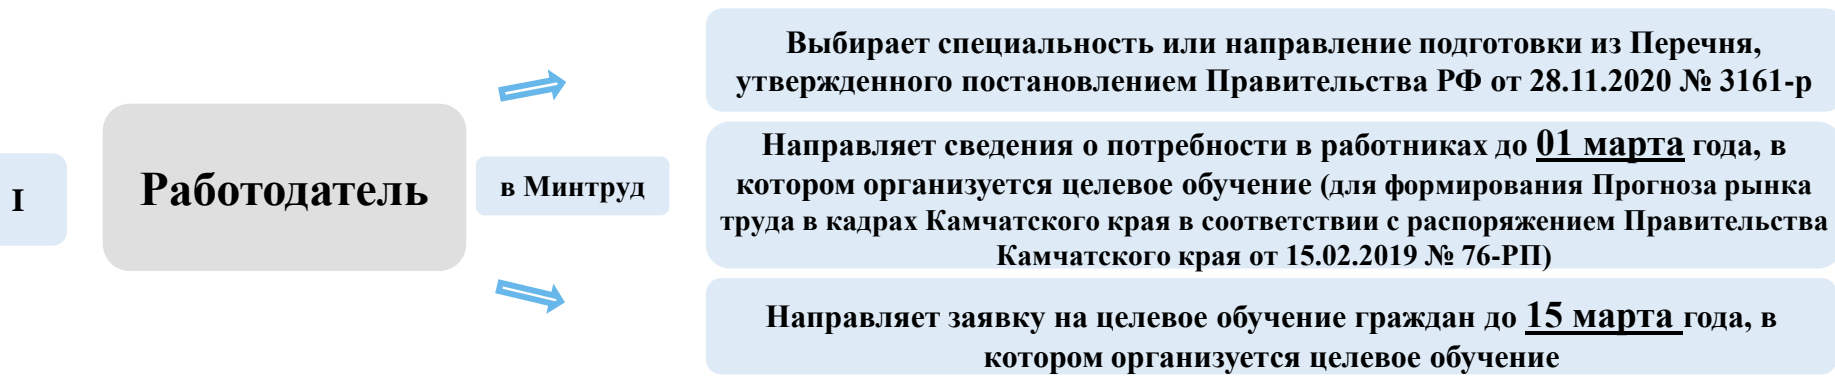 I
Работодатель
в Минтруд
Выбирает специальность или направление подготовки из Перечня,
утвержденного постановлением Правительства РФ от 28.11.2020 № 3161-р
Направляет сведения о потребности в работниках до 01 марта года, в
котором организуется целевое обучение (для формирования Прогноза рынка
труда в кадрах Камчатского края в соответствии с распоряжением Правительства
Камчатского края от 15.02.2019 № 76-РП)
Направляет заявку на целевое обучение граждан до 15 марта года, в
котором организуется целевое обучение